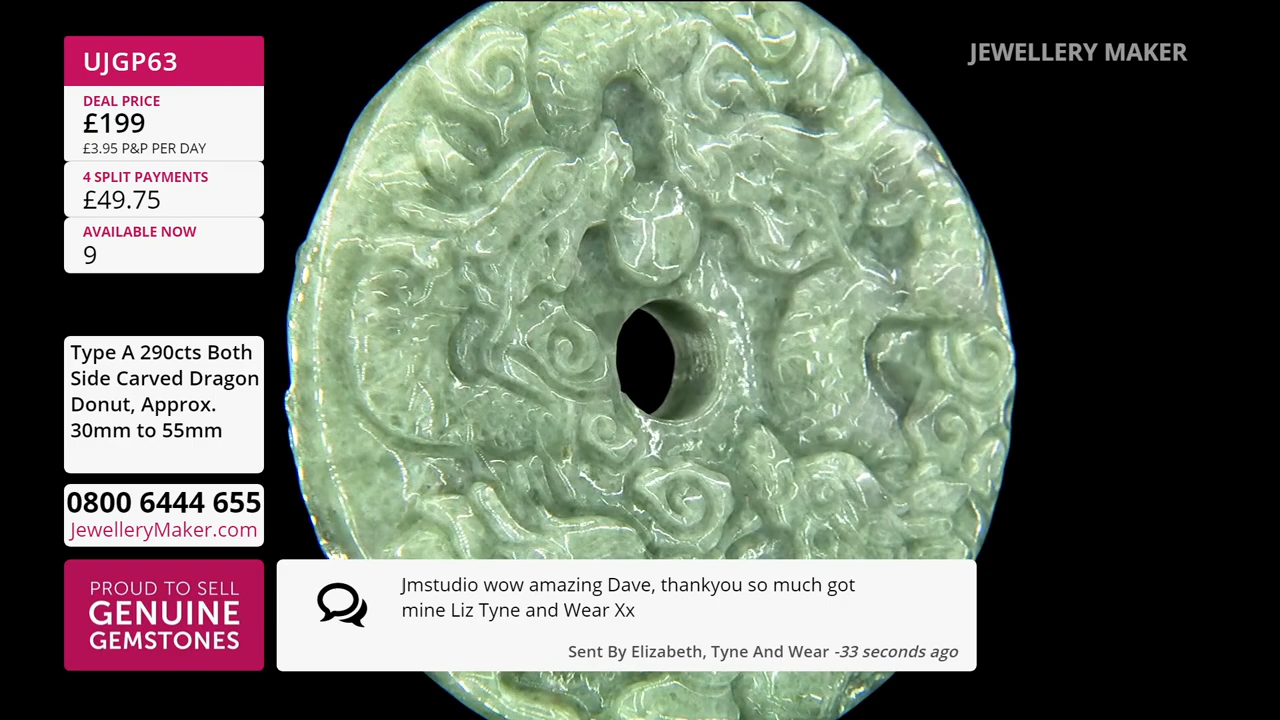 UJGP63
DEAL PRICE
£199
£3.95 P&P PER DAY
4 SPLIT PAYMENTS
£49.75
AVAILABLE NOW
9
Type A 290cts Both
Side Carved Dragon
Donut, Approx.
30mm to 55mm
0800 6444 655
JewelleryMaker.com
PROUD TO SELL
GENUINE
GEMSTONES
JEWELLERY MAKER
Jmstudio wow amazing Dave, thankyou so much got
mine Liz Tyne and Wear Xx
Sent By Elizabeth, Tyne And Wear -33 seconds ago